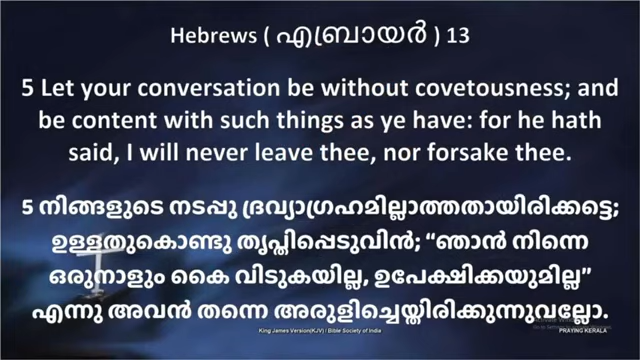 Hebrews ( എബ്രായർ ) 13
5 Let your conversation be without covetousness; and
be content with such things as ye have: for he hath
said, I will never leave thee, nor forsake thee.
5 നിങ്ങളുടെ നടപ്പു ദ്രവ്യാഗ്രഹമില്ലാത്തതായിരിക്കട്ടെ;
ഉള്ളതുകൊണ്ടു തൃപ്തിപ്പെടുവിൻ; “ഞാൻ നിന്നെ
ഒരുനാളും കൈ വിടുകയില്ല, ഉപേക്ഷിക്കയുമില്ല”
എന്നു അവൻ തന്നെ അരുളിച്ചെയ്തിരിക്കുന്നുവല്ലോ.
King James Version(KJV) / Bible Society of India
PRAYING KERALA